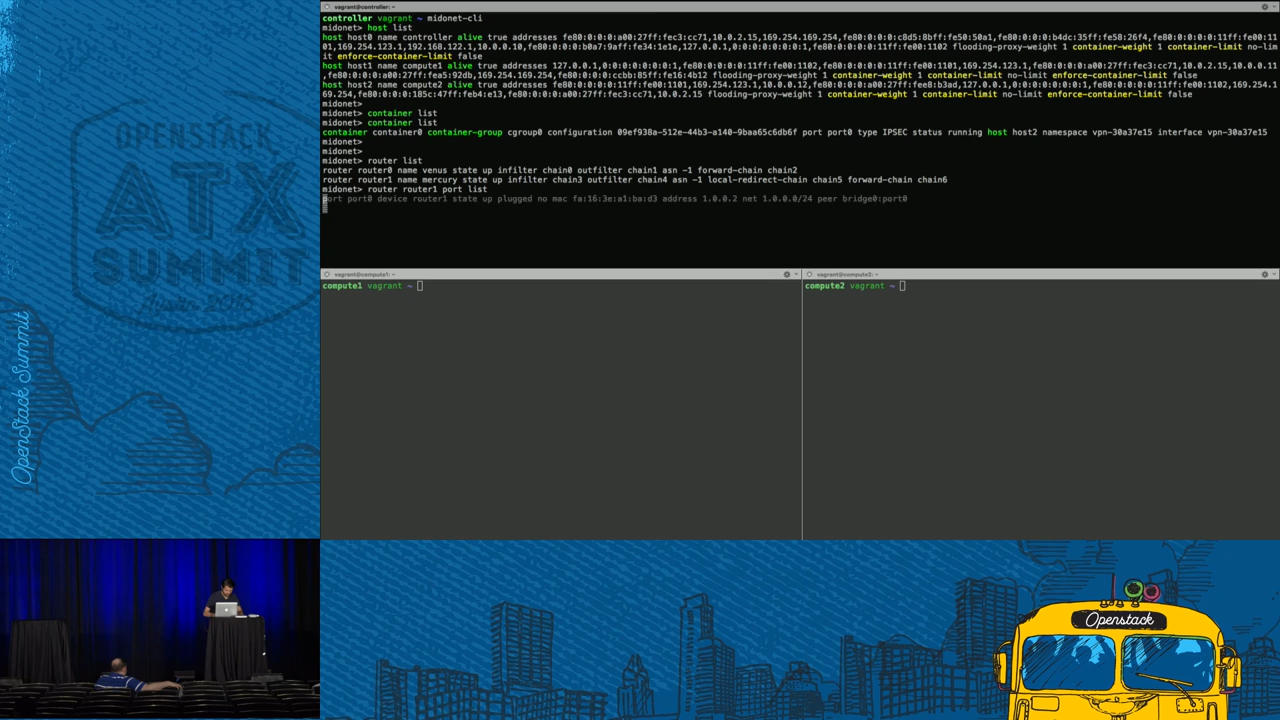 OPENSTACK
ATX
SUMMIT
OpenStack Summit
vagrant@controller: ~
controller vagrant ~ midonet-cli
midonet> host list
host host0 name controller alive true addresses fe80:0:0:0:a00:27ff:fec3:cc71,10.0.2.15,169.254.169.254,fe80:0:0:0:c8d5:8bff:fe50:50a1,fe80:0:0:0:b4dc:35ff:fe58:26f4,fe80:0:0:0:11ff:fe00:11
01,169.254.123.1,192.168.122.1,10.0.0.10,fe80:0:0:0:b0a7:9aff:fe34:1e1e,127.0.0.1,0:0:0:0:0:0:0:1,fe80:0:0:0:0:11ff:fe00:1102 flooding-proxy-weight 1 container-weight 1 container-limit no-lim
it enforce-container-limit false
host host1 name compute1 alive true addresses 127.0.0.1,0:0:0:0:0:0:0:1,fe80:0:0:0:0:11ff:fe00:1102,fe80:0:0:0:0:11ff:fe00:1101,169.254.123.1,fe80:0:0:0:a00:27ff:fec3:cc71,10.0.2.15,10.0.0.11
,fe80:0:0:0:a00:27ff:fea5:92db,169.254.169.254,fe80:0:0:0:ccbb:85ff:fe16:4b12 flooding-proxy-weight 1 container-weight 1 container-limit no-limit enforce-container-limit false
host host2 name compute2 alive true addresses fe80:0:0:0:0:11ff:fe00:1101,169.254.123.1,10.0.0.12,fe80:0:0:0:a00:27ff:fee8:b3ad,127.0.0.1,0:0:0:0:0:0:0:1,fe80:0:0:0:0:11ff:fe00:1102,169.254.1
69.254,fe80:0:0:0:185c:47ff:feb4:e13,fe80:0:0:0:a00:27ff:fec3:cc71,10.0.2.15 flooding-proxy-weight 1 container-weight 1 container-limit no-limit enforce-container-limit false
midonet>
midonet> container list
midonet> container list
container container0 container-group cgroup0 configuration 09ef938a-512e-44b3-a140-9baa65c6db6f port port0 type IPSEC status running host host2 namespace vpn-30a37e15 interface vpn-30a37e15
midonet>
midonet>
midonet> router list
router router0 name venus state up infilter chain0 outfilter chain1 asn -1 forward-chain chain2
router router1 name mercury state up infilter chain3 outfilter chain4 asn -1 local-redirect-chain chain5 forward-chain chain6
midonet> router router1 port list
port port0 device router1 state up plugged no mac fa:16:3e:a1:ba:d3 address 1.0.0.2 net 1.0.0.0/24 peer bridge0:port0
vagrant@compute1: ~
compute1 vagrant ~
vagrant@compute2: ~
compute2 vagrant ~
Openstack